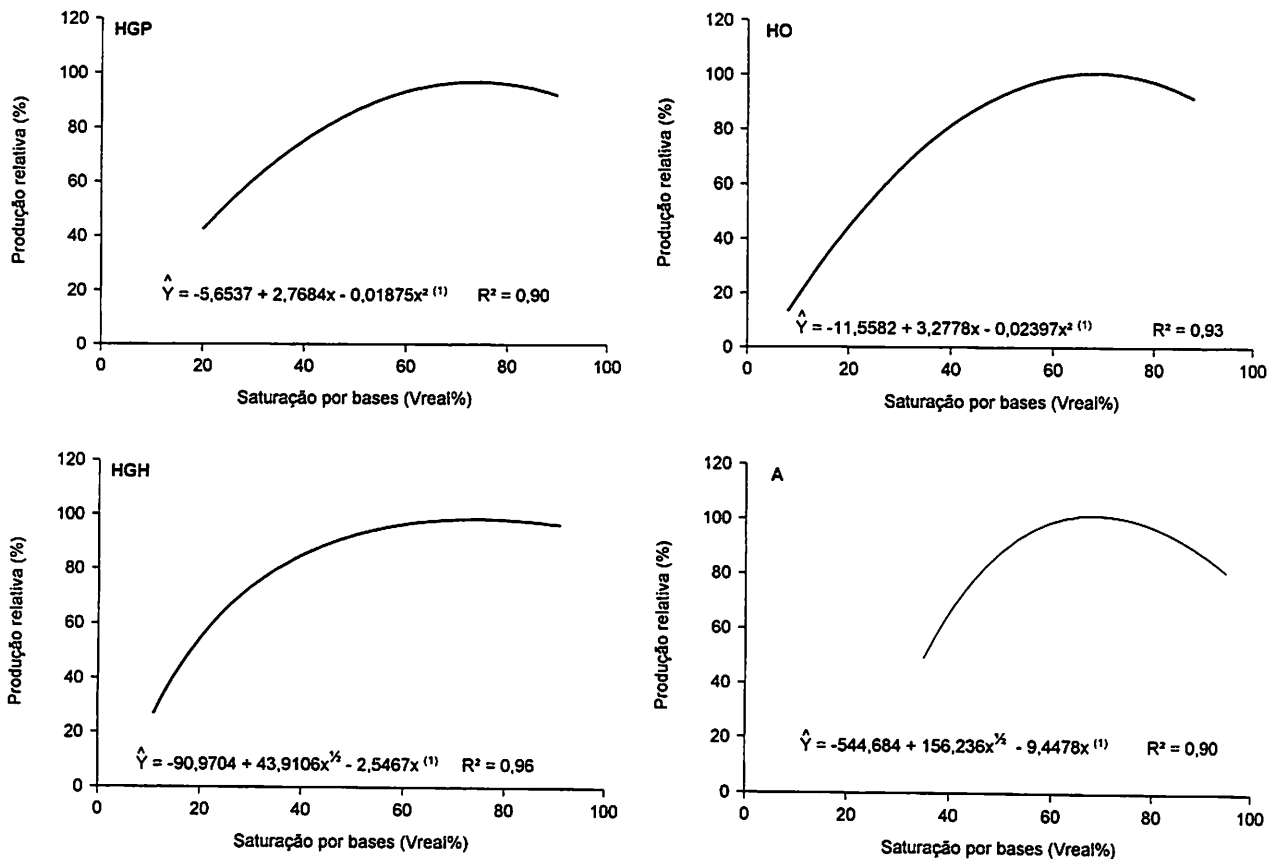 HGP
Produção relativa (%)
120
100
80
60
40
20
0
Ŷ = -5,6537 + 2,7684x - 0,01875x² ⁽¹⁾ R² = 0,90
0 20 40 60 80 100
Saturação por bases (Vreal%)
HO
Produção relativa (%)
120
100
80
60
40
20
0
Ŷ = -11,5582 + 3,2778x - 0,02397x² ⁽¹⁾ R² = 0,93
0 20 40 60 80 100
Saturação por bases (Vreal%)
HGH
Produção relativa (%)
120
100
80
60
40
20
0
Ŷ = -90,9704 + 43,9106x^½ - 2,5467x ⁽¹⁾ R² = 0,96
0 20 40 60 80 100
Saturação por bases (Vreal%)
A
Produção relativa (%)
120
100
80
60
40
20
0
Ŷ = -544,684 + 156,236x^½ - 9,4478x ⁽¹⁾ R² = 0,90
0 20 40 60 80 100
Saturação por bases (Vreal%)